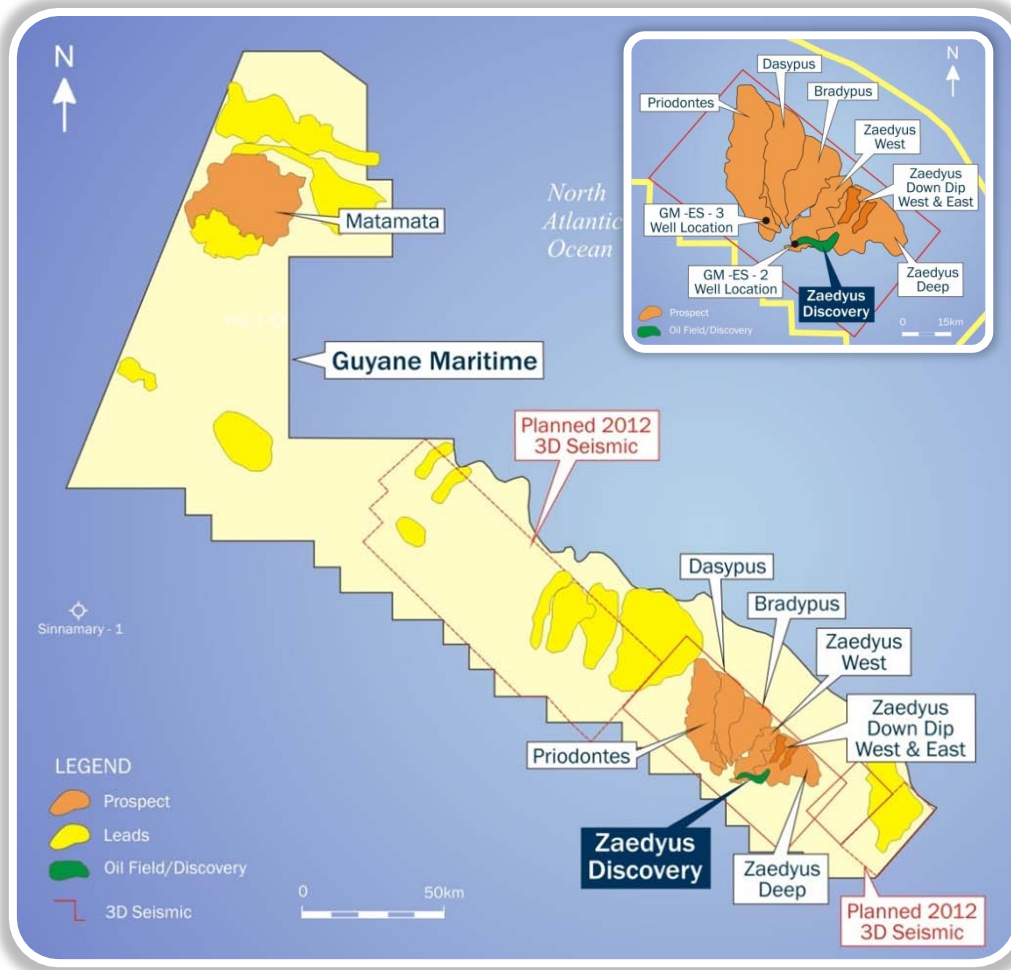 N
Matamata
North
Atlantic
Ocean
Guyane Maritime
Planned 2012
3D Seismic
Sinnamary - 1
Dasypus
Bradypus
Zaedyus
West
Zaedyus
Down Dip
West & East
Priodontes
Zaedyus
Discovery
Zaedyus
Deep
Planned 2012
3D Seismic
LEGEND
Prospect
Leads
Oil Field/Discovery
3D Seismic
0
50km
N
Dasypus
Priodontes
Bradypus
Zaedyus
West
Zaedyus
Down Dip
West & East
GM -ES - 3
Well Location
GM -ES - 2
Well Location
Zaedyus
Discovery
Zaedyus
Deep
Prospect
Oil Field/Discovery
0 15km